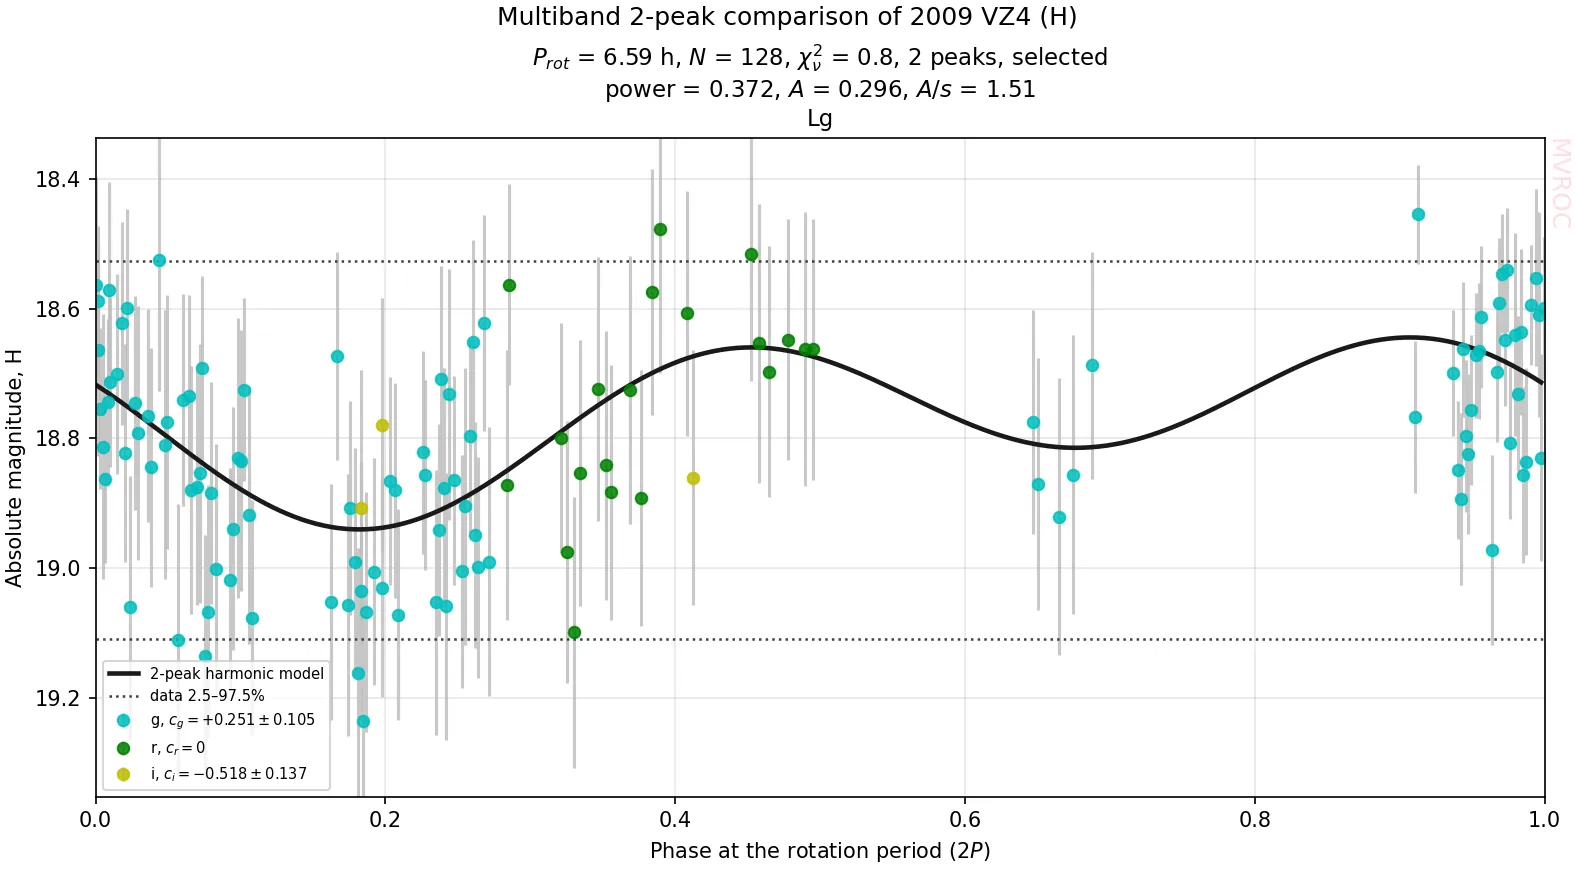 Multiband 2-peak comparison of 2009 VZ4 (H)
P_rot = 6.59 h, N = 128, χ²_ν = 0.8, 2 peaks, selected
power = 0.372, A = 0.296, A/s = 1.51
Lg
MVROC
Absolute magnitude, H
18.4
18.6
18.8
19.0
19.2
2-peak harmonic model
data 2.5–97.5%
g, c_g = +0.251 ± 0.105
r, c_r = 0
i, c_i = −0.518 ± 0.137
0.0 0.2 0.4 0.6 0.8 1.0
Phase at the rotation period (2P)